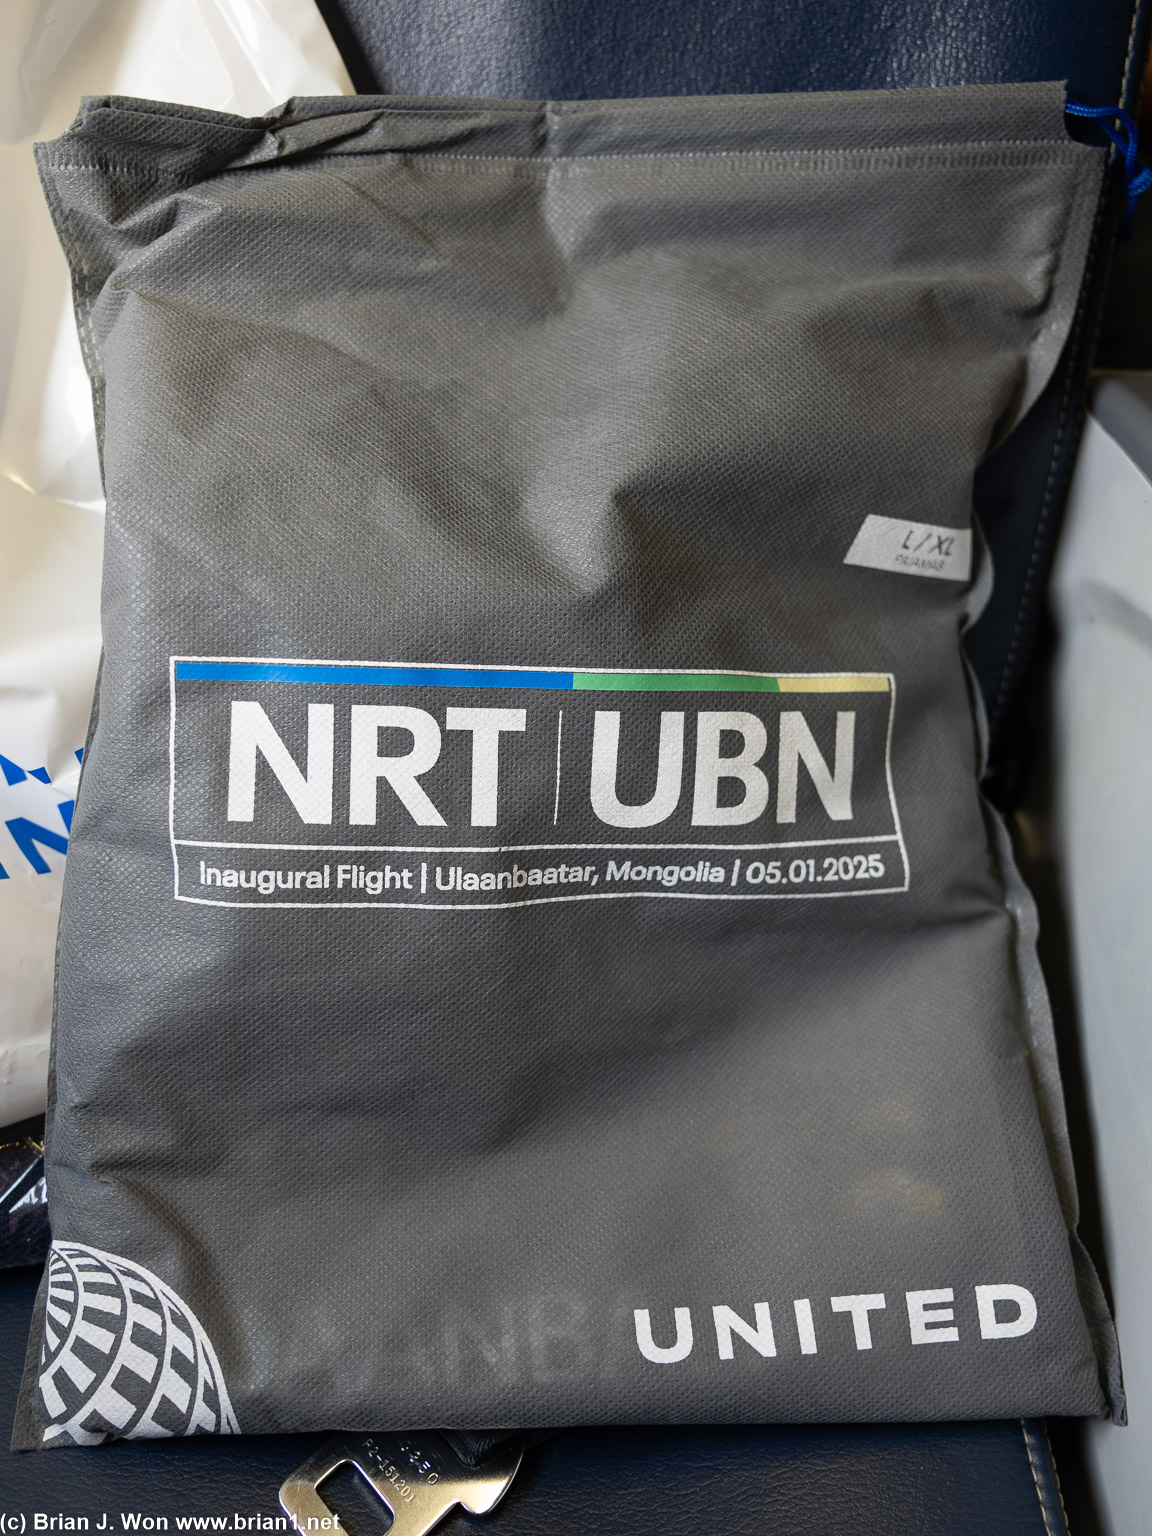 L/XL
NRT | UBN
Inaugural Flight | Ulaanbaatar, Mongolia | 05.01.2025
UNITED
(c) Brian J. Won www.brian1.net